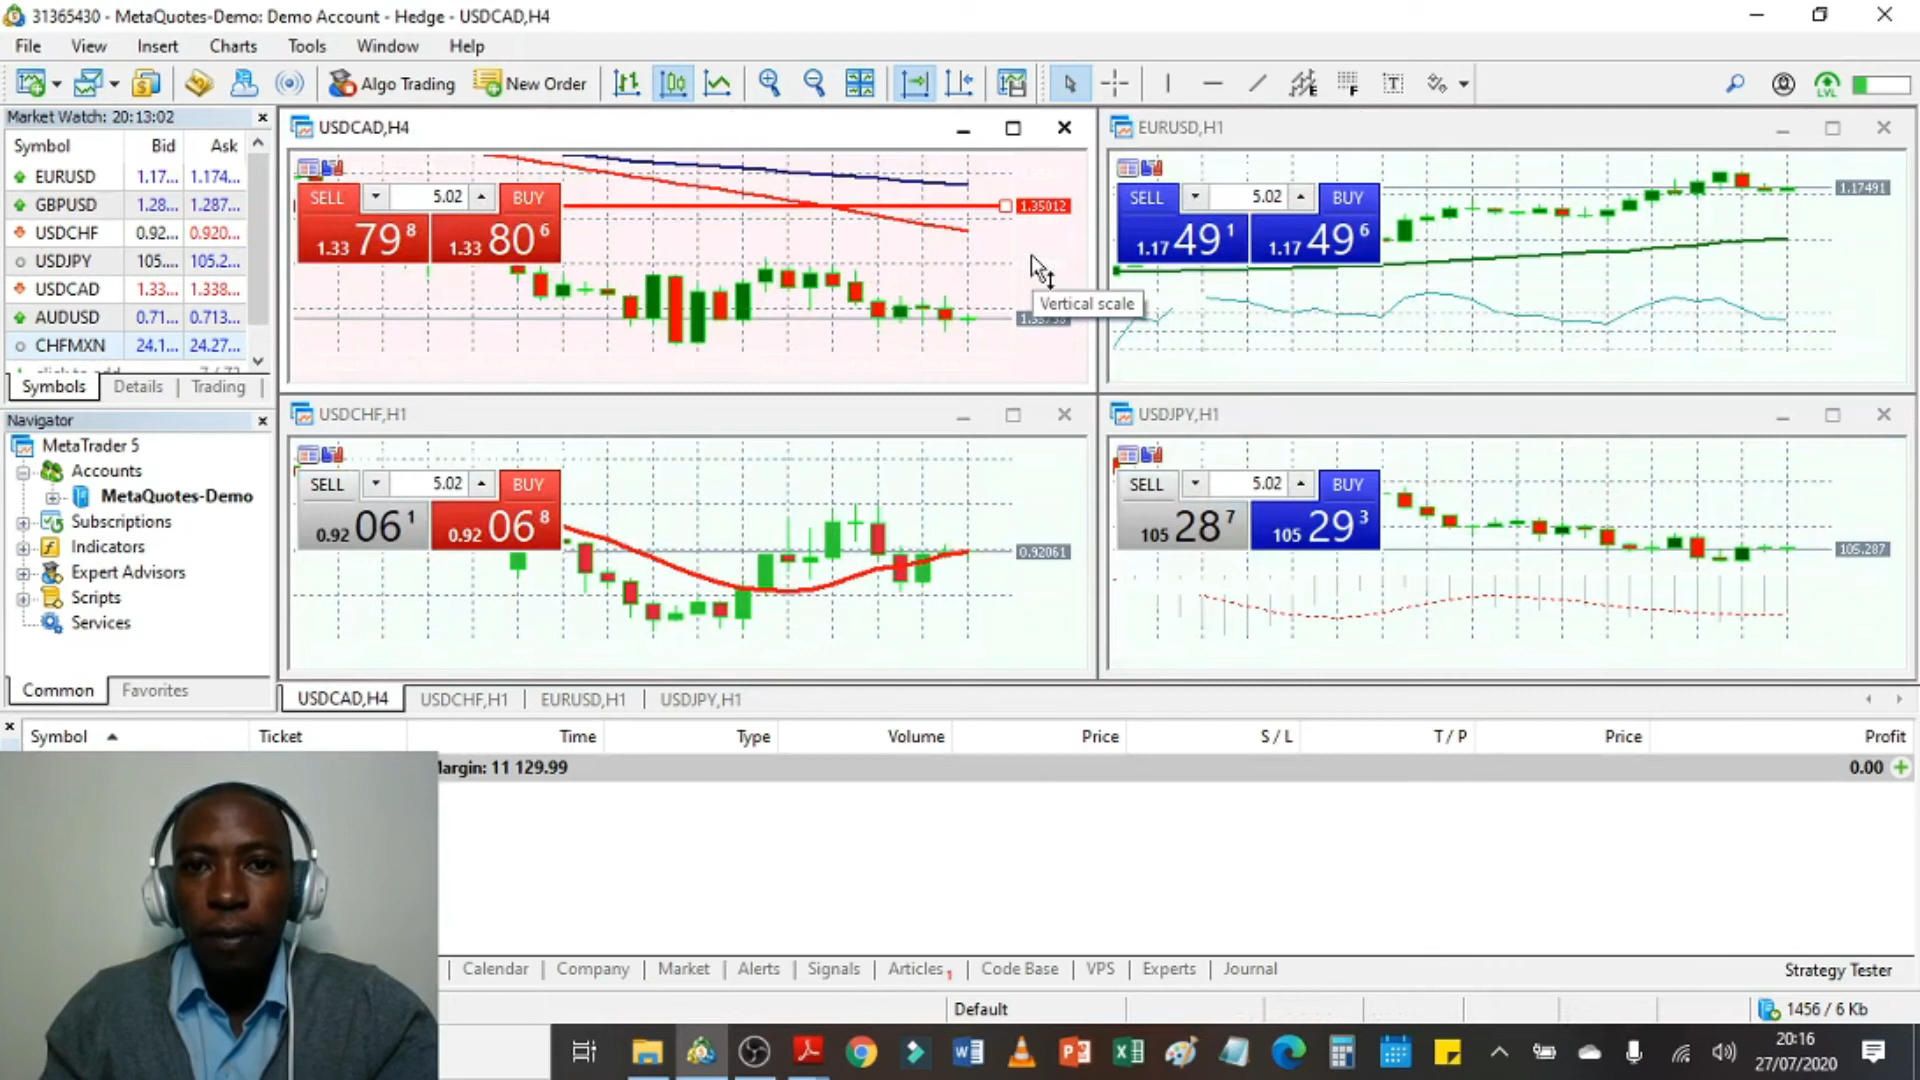 31365430 - MetaQuotes-Demo: Demo Account - Hedge - USDCAD,H4
File View Insert Charts Tools Window Help
Algo Trading New Order
Market Watch: 20:13:02
Symbol Bid Ask
EURUSD 1.17... 1.174...
GBPUSD 1.28... 1.287...
USDCHF 0.92... 0.920...
USDJPY 105.... 105.2...
USDCAD 1.33... 1.338...
AUDUSD 0.71... 0.713...
CHFMXN 24.1... 24.27...
Symbols Details Trading
Navigator
MetaTrader 5
Accounts
MetaQuotes-Demo
Subscriptions
Indicators
Expert Advisors
Scripts
Services
Common Favorites
USDCAD,H4
SELL 5.02 BUY
1.33 79 8 1.33 80 6
1.35012
Vertical scale
EURUSD,H1
SELL 5.02 BUY
1.17 49 1 1.17 49 6
1.17491
USDCHF,H1
SELL 5.02 BUY
0.92 06 1 0.92 06 8
0.92061
USDJPY,H1
SELL 5.02 BUY
105 28 7 105 29 3
105.287
USDCAD,H4 USDCHF,H1 EURUSD,H1 USDJPY,H1
Symbol Ticket Time Type Volume Price S / L T / P Price Profit
Margin: 11 129.99 0.00
Calendar Company Market Alerts Signals Articles 1 Code Base VPS Experts Journal Strategy Tester
Default 1456 / 6 Kb
20:16
27/07/2020